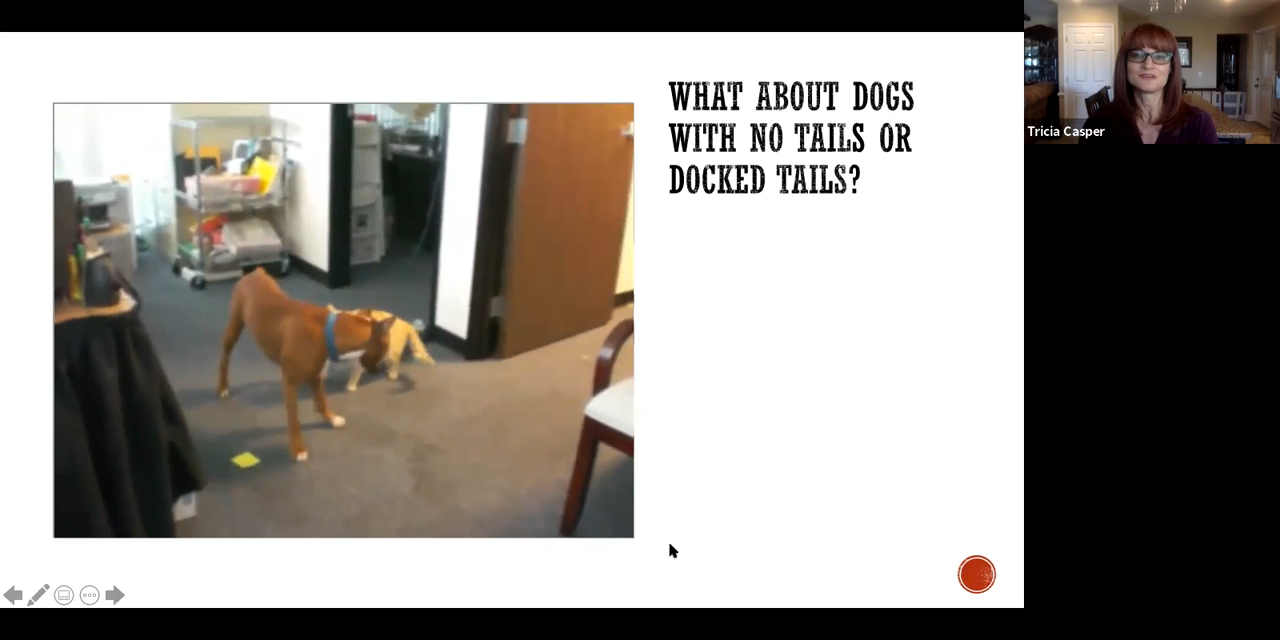 WHAT ABOUT DOGS
WITH NO TAILS OR
DOCKED TAILS?
Tricia Casper